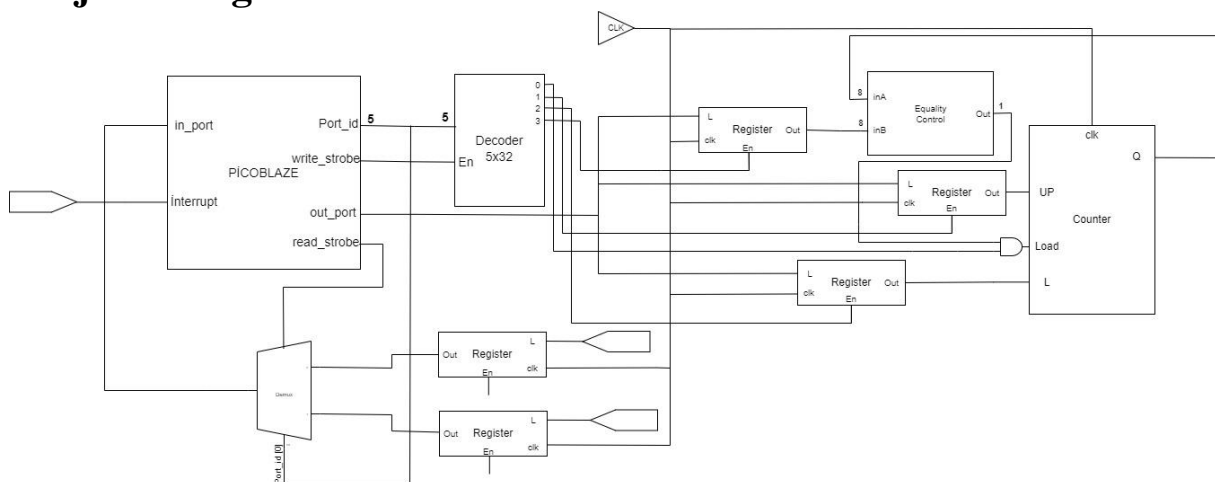 CLK
in_port
Port_id
5
5
write_strobe
PİCOBLAZE
İnterrupt
out_port
read_strobe
Decoder
5x32
En
0
1
2
3
L
Register
Out
clk
En
8
inA
Equality
Control
8
inB
Out
1
L
Register
Out
clk
En
L
Register
Out
clk
En
clk
Q
UP
Counter
Load
L
L
Out
Register
clk
En
L
Out
Register
clk
En
Port_id [0]